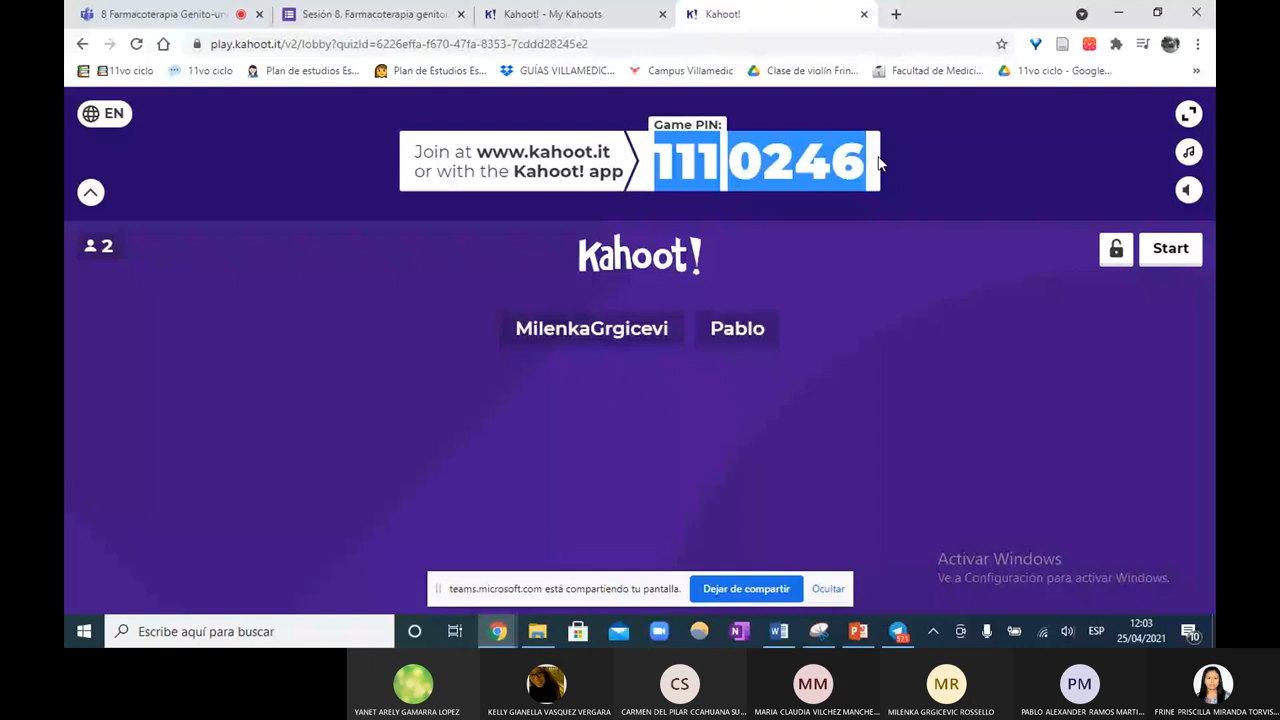 8 Farmacoterapia Genito-uri
Sesión 8. Farmacoterapia genito
Kahoot! - My Kahoots
Kahoot!
play.kahoot.it/v2/lobby?quizId=6226effa-f670-47fa-8353-7cddd28245e2
11vo ciclo
11vo ciclo
Plan de estudios Es...
Plan de Estudios Es...
GUÍAS VILLAMEDIC...
Campus Villamedic
Clase de violín Frin...
Facultad de Medici...
11vo ciclo - Google...
EN
Game PIN:
Join at www.kahoot.it
or with the Kahoot! app
111 0246
2
Kahoot!
Start
MilenkaGrgicevi
Pablo
Activar Windows
Ve a Configuración para activar Windows.
teams.microsoft.com está compartiendo tu pantalla.
Dejar de compartir
Ocultar
Escribe aquí para buscar
ESP
12:03
25/04/2021
10
CS
MM
MR
PM
YANET ARELY GAMARRA LOPEZ
KELLY GIANELLA VASQUEZ VERGARA
CARMEN DEL PILAR CCAHUANA SU...
MARIA CLAUDIA VILCHEZ MANCHE...
MILENKA GRGICEVIC ROSSELLO
PABLO ALEXANDER RAMOS MARTI...
FRINE PRISCILLA MIRANDA TORVIS...